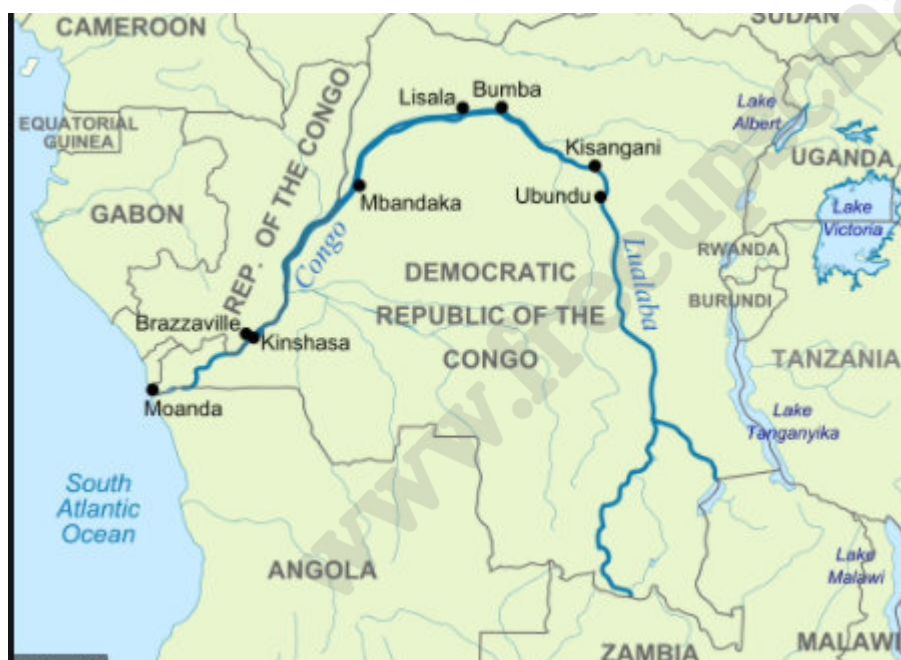 SUDAN
CAMEROON
Lisala
Bumba
Lake
Albert
EQUATORIAL
GUINEA
REP. OF THE CONGO
Kisangani
UGANDA
Mbandaka
Ubundu
GABON
Lake
Victoria
Congo
Lualaba
RWANDA
DEMOCRATIC
REPUBLIC OF THE
CONGO
BURUNDI
Brazzaville
Kinshasa
TANZANIA
Moanda
Lake
Tanganyika
South
Atlantic
Ocean
ANGOLA
Lake
Malawi
ZAMBIA
MALAWI